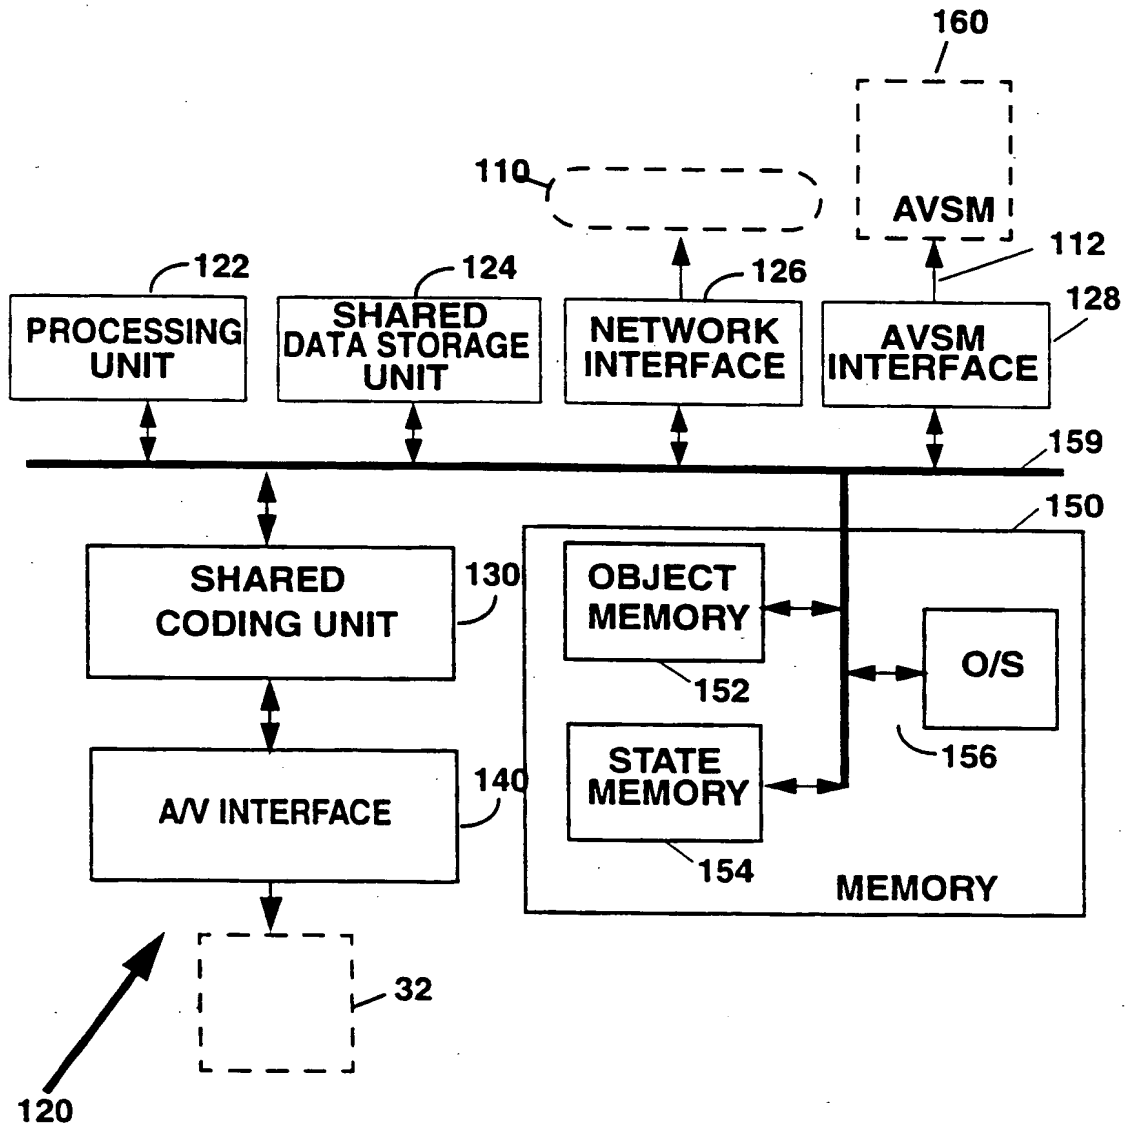 160
110
AVSM
112
122
124
126
128
PROCESSING
UNIT
SHARED
DATA STORAGE
UNIT
NETWORK
INTERFACE
AVSM
INTERFACE
159
150
SHARED
CODING UNIT
130
OBJECT
MEMORY
152
O/S
156
STATE
MEMORY
154
A/V INTERFACE
140
MEMORY
32
120